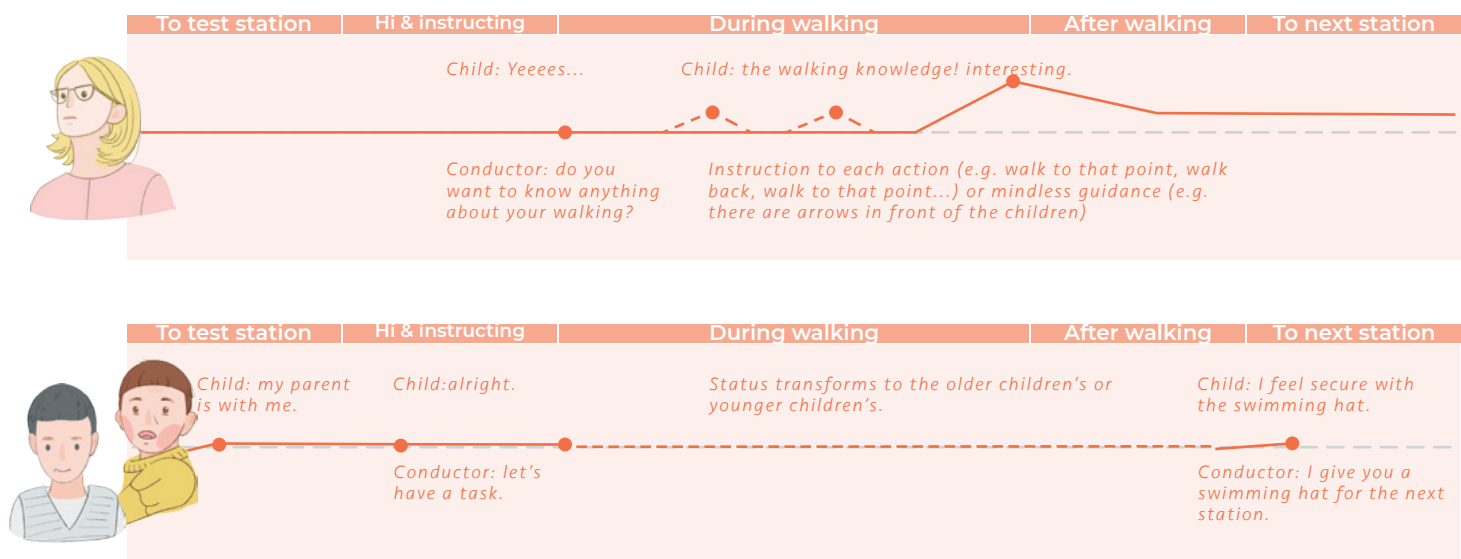 To test station
Hi & instructing
During walking
After walking
To next station
Child: Yeeees...
Child: the walking knowledge! interesting.
Conductor: do you
want to know anything
about your walking?
Instruction to each action (e.g. walk to that point, walk
back, walk to that point...) or mindless guidance (e.g.
there are arrows in front of the children)
To test station
Hi & instructing
During walking
After walking
To next station
Child: my parent
is with me.
Child:alright.
Status transforms to the older children's or
younger children's.
Child: I feel secure with
the swimming hat.
Conductor: let's
have a task.
Conductor: I give you a
swimming hat for the next
station.